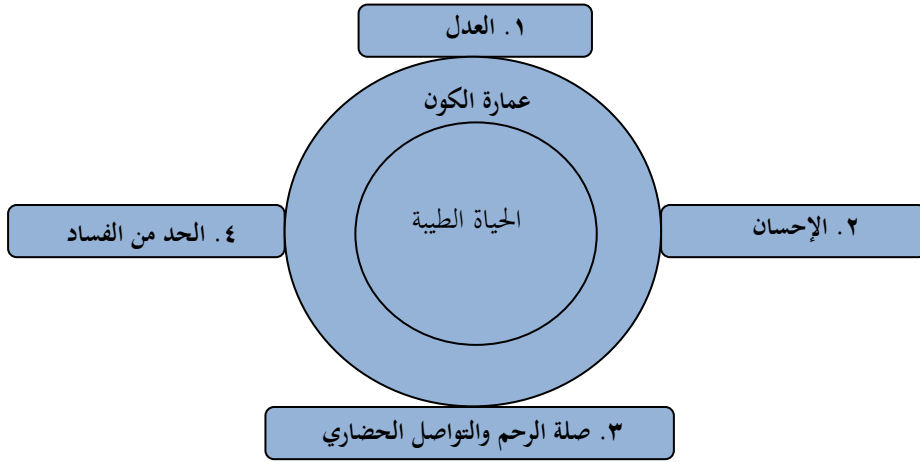 ١. العدل
عمارة الكون
الحياة الطيبة
٢. الإحسان
٤. الحد من الفساد
٣. صلة الرحم والتواصل الحضاري